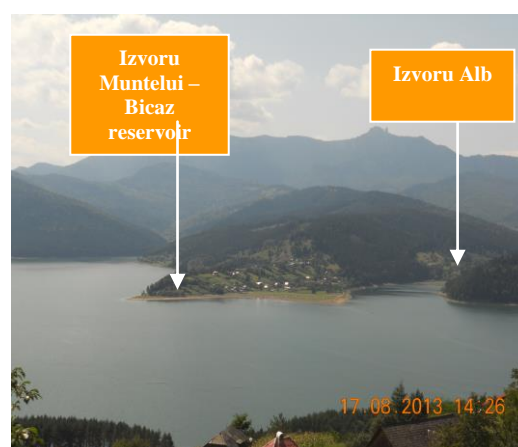 Izvoru
Muntelui –
Bicaz
reservoir
Izvoru Alb
17.08.2013 14:26